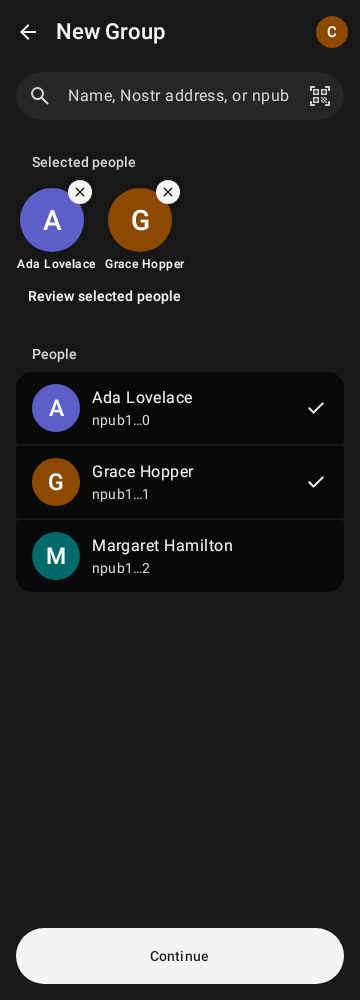 New Group
C
Name, Nostr address, or npub
Selected people
A
G
Ada Lovelace
Grace Hopper
Review selected people
People
A
Ada Lovelace
npub1…0
G
Grace Hopper
npub1…1
M
Margaret Hamilton
npub1…2
Continue